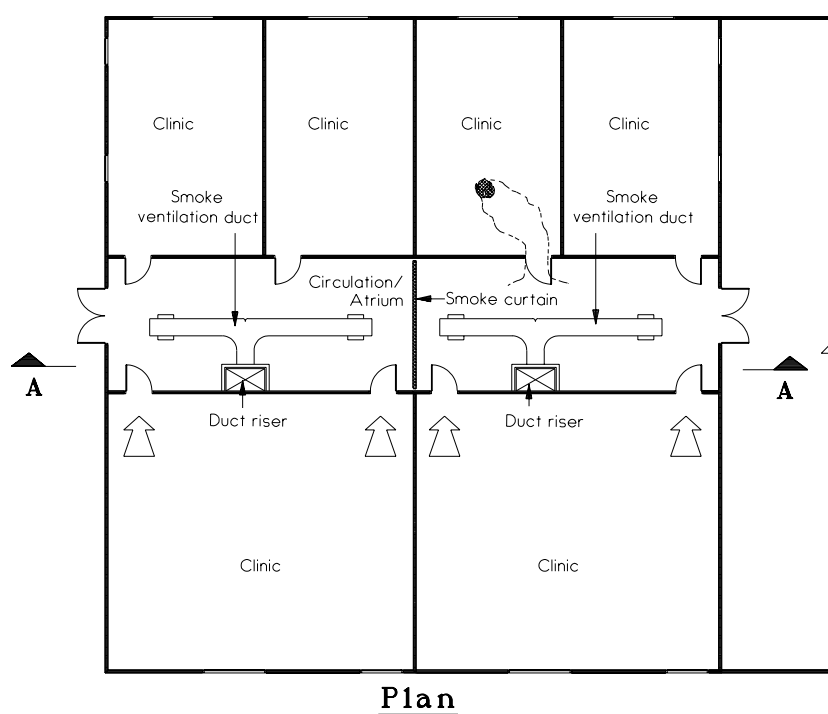 Clinic
Clinic
Clinic
Clinic
Smoke
ventilation duct
Smoke
ventilation duct
Circulation/
Atrium
Smoke curtain
A
A
Duct riser
Duct riser
Clinic
Clinic
Plan